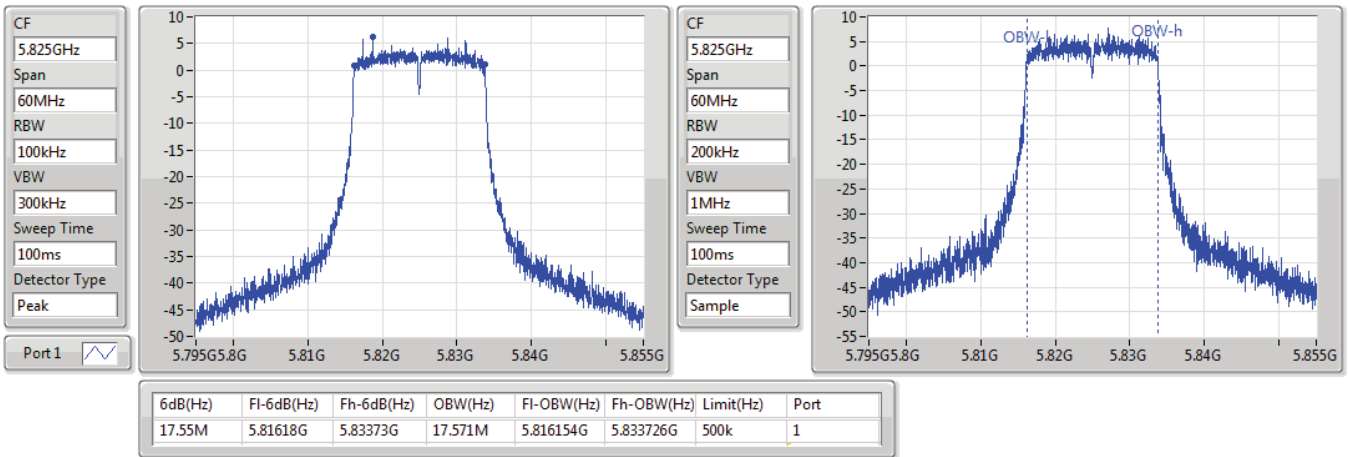 CF
5.825GHz
Span
60MHz
RBW
100kHz
VBW
300kHz
Sweep Time
100ms
Detector Type
Peak
Port 1
10
5
0
-5
-10
-15
-20
-25
-30
-35
-40
-45
-50
5.795G 5.8G 5.81G 5.82G 5.83G 5.84G 5.855G
CF
5.825GHz
Span
60MHz
RBW
200kHz
VBW
1MHz
Sweep Time
100ms
Detector Type
Sample
10
5
0
-5
-10
-15
-20
-25
-30
-35
-40
-45
-50
-55
OBW-l OBW-h
5.795G 5.8G 5.81G 5.82G 5.83G 5.84G 5.855G
6dB(Hz) Fl-6dB(Hz) Fh-6dB(Hz) OBW(Hz) Fl-OBW(Hz) Fh-OBW(Hz) Limit(Hz) Port
17.55M 5.81618G 5.83373G 17.571M 5.816154G 5.833726G 500k 1